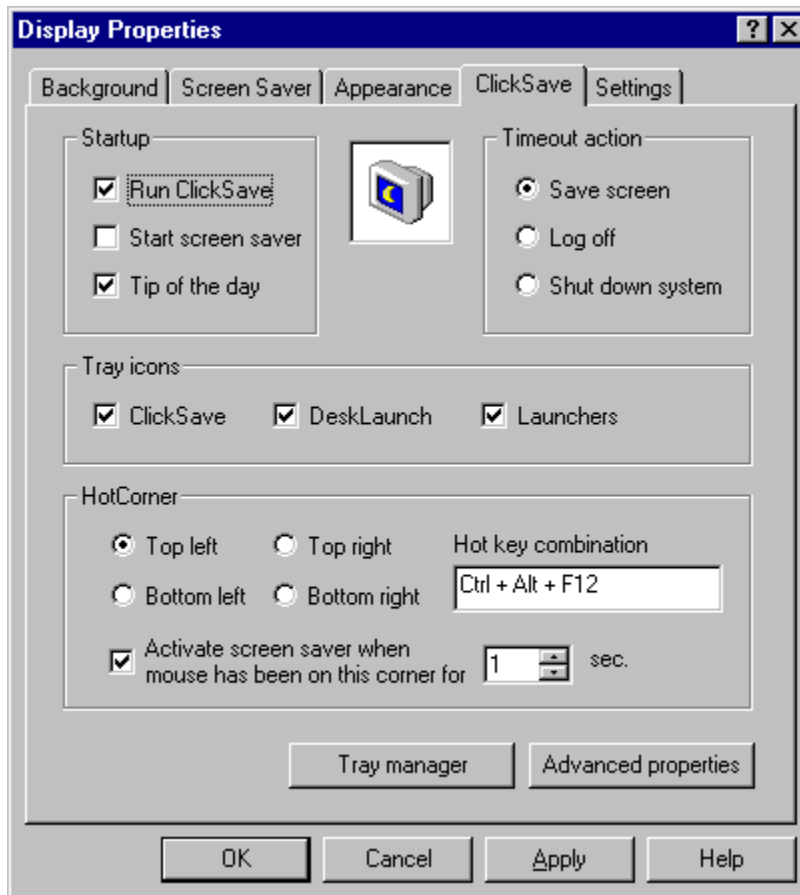 Display Properties
Background Screen Saver Appearance ClickSave Settings
Startup
Run ClickSave
Start screen saver
Tip of the day
Timeout action
Save screen
Log off
Shut down system
Tray icons
ClickSave DeskLaunch Launchers
HotCorner
Top left Top right
Bottom left Bottom right
Hot key combination
Ctrl + Alt + F12
Activate screen saver when
mouse has been on this corner for 1 sec.
Tray manager Advanced properties
OK Cancel Apply Help